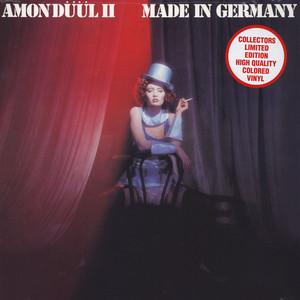 AMON DÜÜL II MADE IN GERMANY
COLLECTORS
LIMITED
EDITION
HIGH QUALITY
COLORED
VINYL